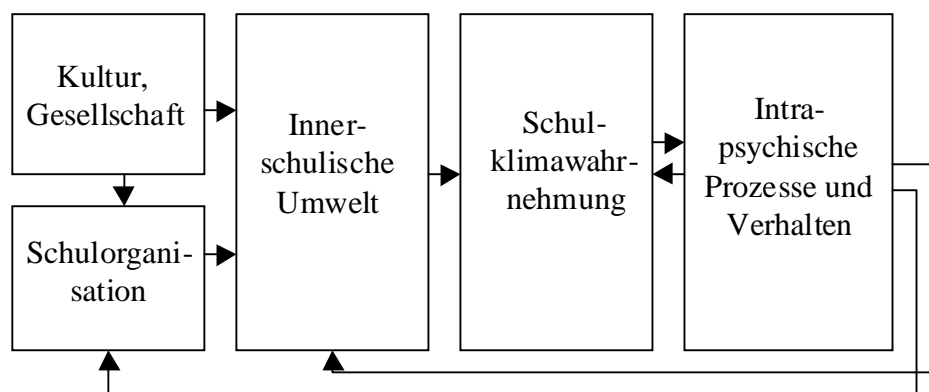 Kultur,
Gesellschaft
Schulorgani-
sation
Inner-
schulische
Umwelt
Schul-
klimawahr-
nehmung
Intra-
psychische
Prozesse und
Verhalten